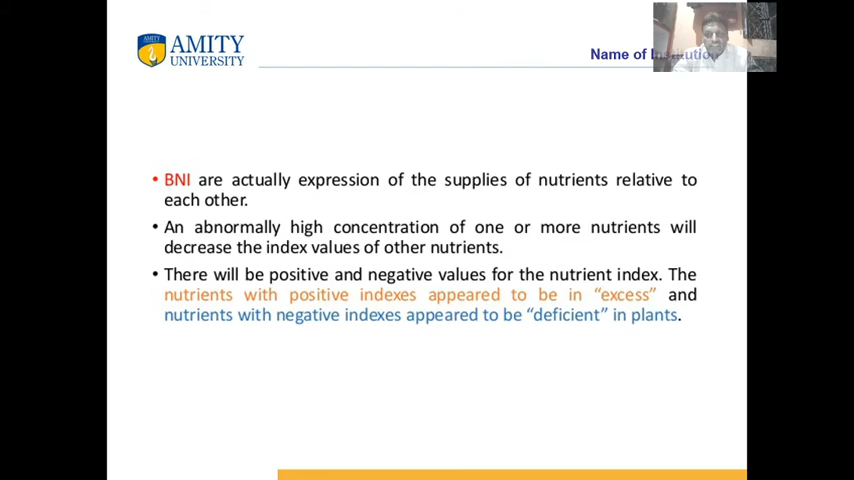 AMITY
AMITY
UNIVERSITY
Name of Institution
• BNI are actually expression of the supplies of nutrients relative to
each other.
• An abnormally high concentration of one or more nutrients will
decrease the index values of other nutrients.
• There will be positive and negative values for the nutrient index. The
nutrients with positive indexes appeared to be in “excess” and
nutrients with negative indexes appeared to be “deficient” in plants.